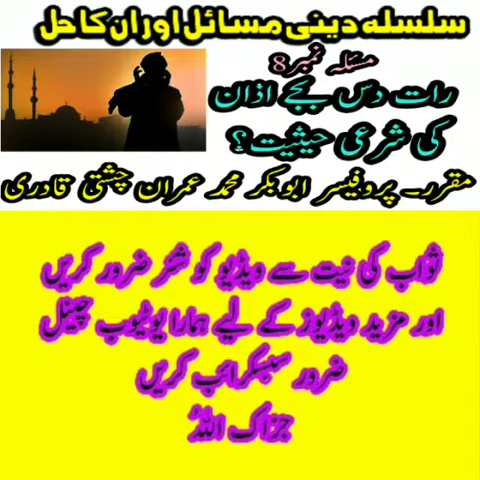 سلسلہ دینی مسائل اور ان کا حل
مسئلہ نمبر 8
رات دس بجے اذان
کی شرعی حیثیت؟
مقرر۔ پروفیسر ابوبکر محمد عمران چشتی قادری
ثواب کی نیت سے ویڈیو کو شئر ضرور کریں
اور مزید ویڈیوز کے لیے ہمارا یوٹیوب چینل
ضرور سبسکرائب کریں
جزاک اللہ